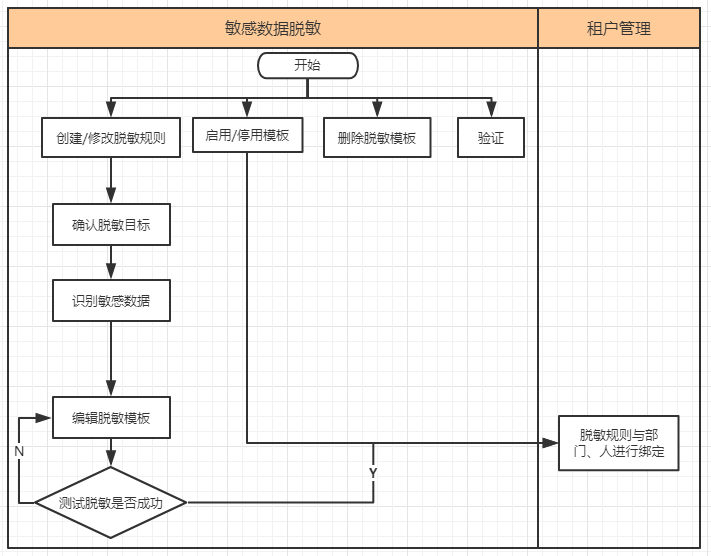 敏感数据脱敏
租户管理
开始
创建/修改脱敏规则
启用/停用模板
删除脱敏模板
验证
确认脱敏目标
识别敏感数据
编辑脱敏模板
脱敏规则与部
门、人进行绑定
N
Y
测试脱敏是否成功